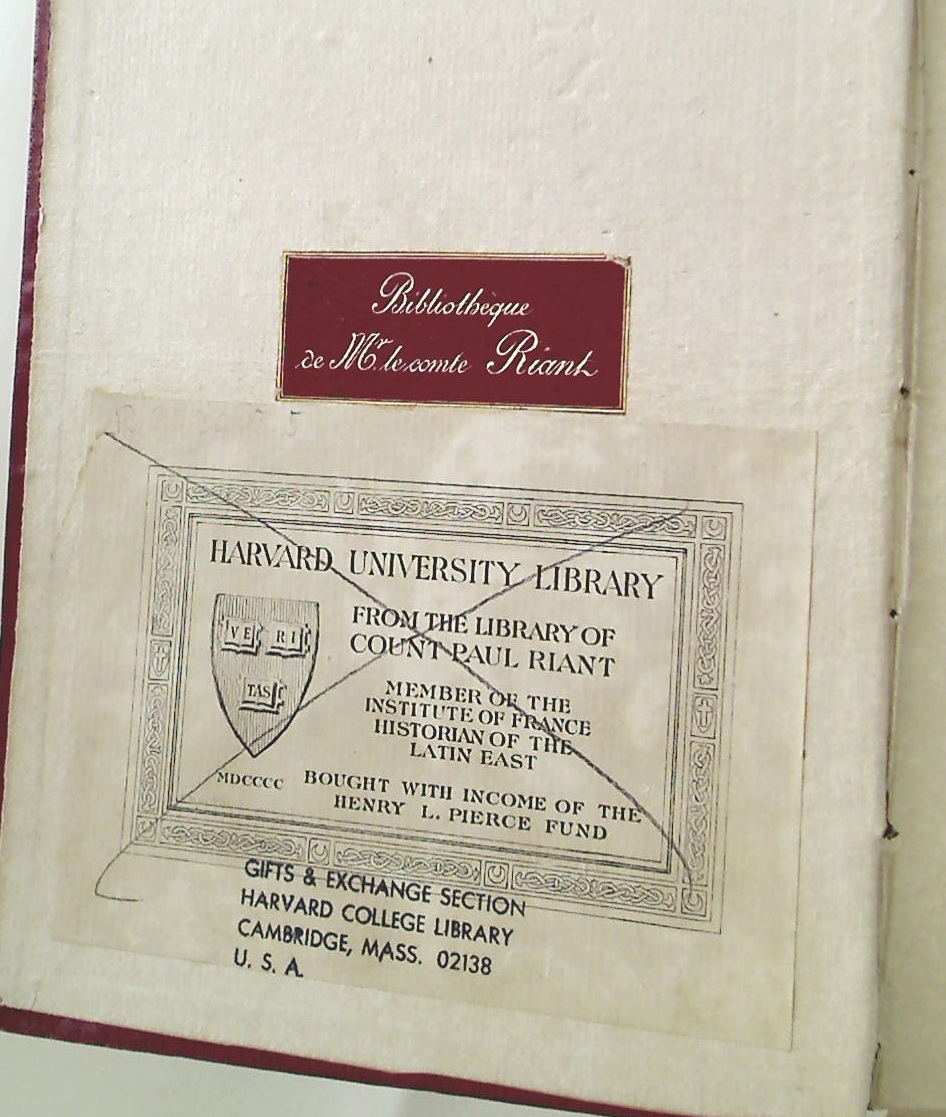 Bibliothèque
de Mr le comte Riant
HARVARD UNIVERSITY LIBRARY
VE RI
TAS
FROM THE LIBRARY OF
COUNT PAUL RIANT
MEMBER OF THE
INSTITUTE OF FRANCE
HISTORIAN OF THE
LATIN EAST
MDCCCC BOUGHT WITH INCOME OF THE
HENRY L. PIERCE FUND
GIFTS & EXCHANGE SECTION
HARVARD COLLEGE LIBRARY
CAMBRIDGE, MASS. 02138
U. S. A.